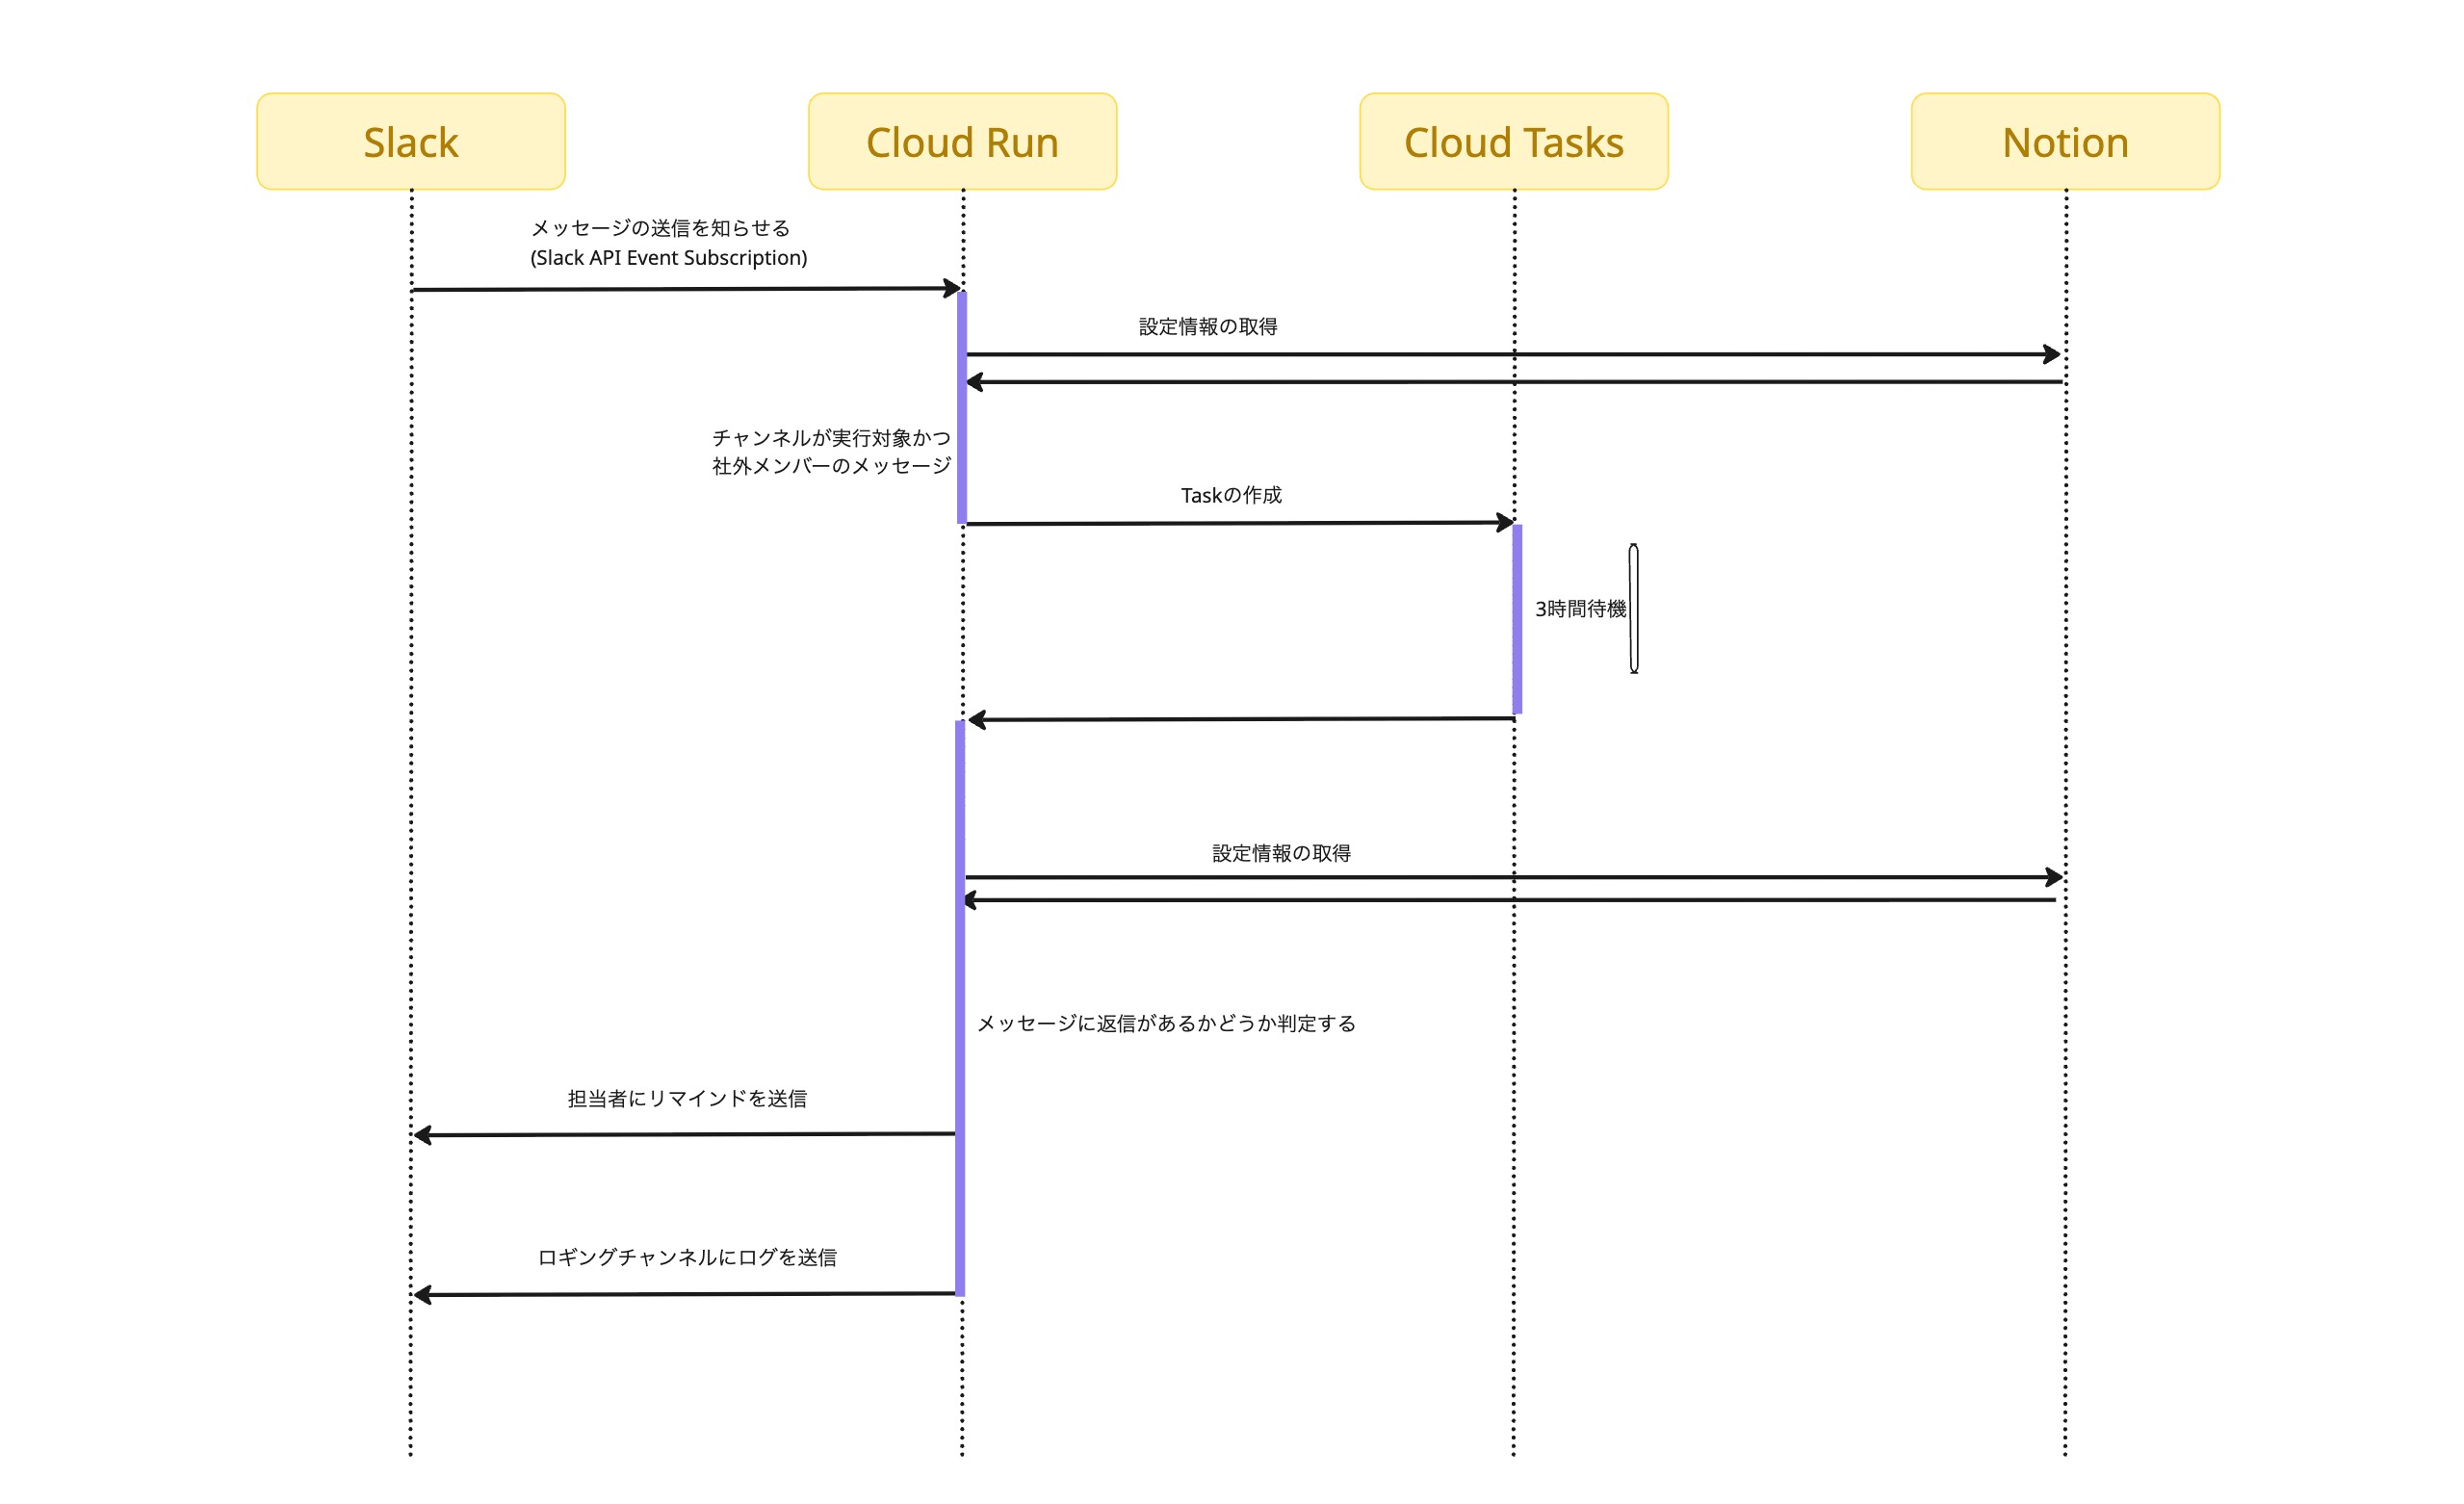 Slack
Cloud Run
Cloud Tasks
Notion
メッセージの送信を知らせる
(Slack API Event Subscription)
設定情報の取得
チャンネルが実行対象かつ
社外メンバーのメッセージ
Taskの作成
3時間待機
設定情報の取得
メッセージに返信があるかどうか判定する
担当者にリマインドを送信
ロギングチャンネルにログを送信